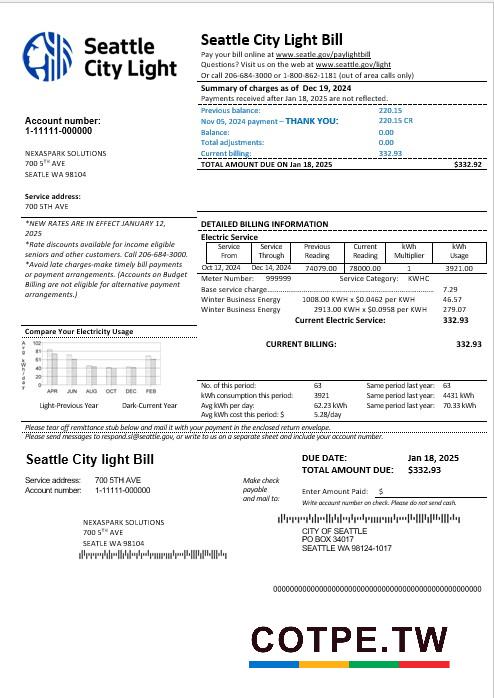 Seattle
City Light
Seattle City Light Bill
Pay your bill online at www.seattle.gov/paylightbill
Questions? Visit us on the web at www.seattle.gov/light
Or call 206-684-3000 or 1-800-862-1181 (out of area calls only)
Summary of charges as of Dec 19, 2024
Payments received after Jan 18, 2025 are not reflected.
Previous balance: 220.15
Nov 05, 2024 payment – THANK YOU: 220.15 CR
Balance: 0.00
Total adjustments: 0.00
Current billing: 332.93
TOTAL AMOUNT DUE ON Jan 18, 2025 $332.92
Account number:
1-11111-000000
NEXASPARK SOLUTIONS
700 5TH AVE
SEATLE WA 98104
Service address:
700 5TH AVE
*NEW RATES ARE IN EFFECT JANUARY 12,
2025
*Rate discounts available for income eligible
seniors and other customers. Call 206-684-3000.
*Avoid late charges-make timely bill payments
or payment arrangements. (Accounts on Budget
Billing are not eligible for alternative payment
arrangements.)
DETAILED BILLING INFORMATION
Electric Service
Service From Service Through Previous Reading Current Reading kWh Multiplier kWh Usage
Oct 12, 2024 Dec 14, 2024 74079.00 78000.00 1 3921.00
Meter Number: 999999 Service Category: KWHC
Base service charge 7.29
Winter Business Energy 1008.00 KWH x $0.0462 per KWH 46.57
Winter Business Energy 2913.00 KWH x $0.0958 per KWH 279.07
Current Electric Service: 332.93
CURRENT BILLING: 332.93
Compare Your Electricity Usage
Avg kWh/day
102
81
61
41
20
0
APR JUN AUG OCT DEC FEB
Light-Previous Year Dark-Current Year
No. of this period: 63 Same period last year: 63
kWh consumption this period: 3921 Same period last year: 4431 kWh
Avg kWh per day: 62.23 kWh Same period last year: 70.33 kWh
Avg kWh cost this period: $ 5.28/day
Please tear off remittance stub below and mail it with your payment in the enclosed return envelope.
Please send messages to respond.sl@seattle.gov, or write to us on a separate sheet and include your account number.
Seattle City light Bill
Service address: 700 5TH AVE
Account number: 1-11111-000000
Make check
payable
and mail to:
DUE DATE: Jan 18, 2025
TOTAL AMOUNT DUE: $332.93
Enter Amount Paid: $
Write account number on check. Please do not send cash.
NEXASPARK SOLUTIONS
700 5TH AVE
SEATLE WA 98104
CITY OF SEATTLE
PO BOX 34017
SEATTLE WA 98124-1017
00000000000000000000000000000000000000000000000000
COTPE.TW